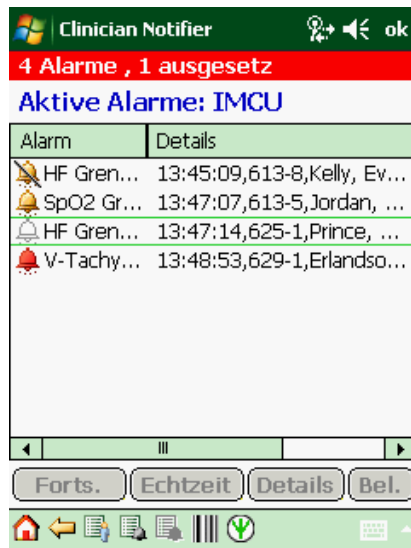 Clinician Notifier ok
4 Alarme , 1 ausgesetz
Aktive Alarme: IMCU
Alarm Details
HF Gren... 13:45:09,613-8,Kelly, Ev...
SpO2 Gr... 13:47:07,613-5,Jordan, ...
HF Gren... 13:47:14,625-1,Prince, ...
V-Tachy... 13:48:53,629-1,Erlandso...
Forts. Echtzeit Details Bel.